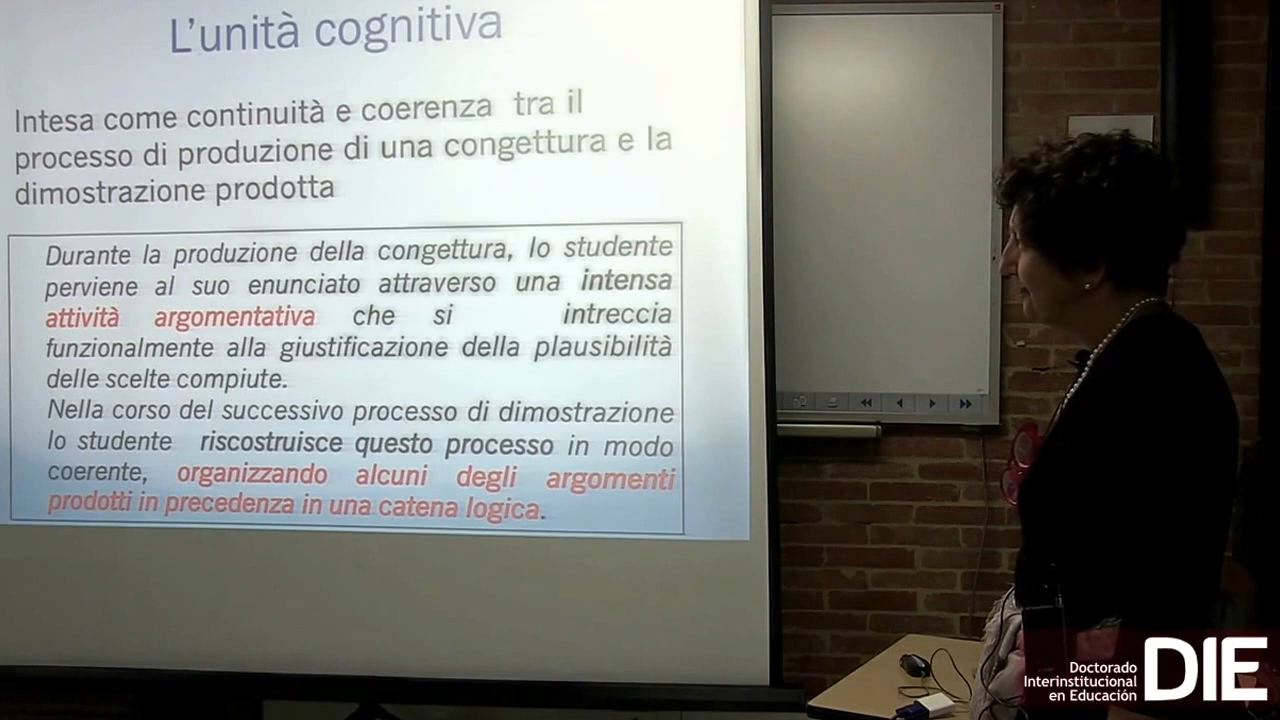 L'unità cognitiva
Intesa come continuità e coerenza tra il
processo di produzione di una congettura e la
dimostrazione prodotta
Durante la produzione della congettura, lo studente
perviene al suo enunciato attraverso una intensa
attività argomentativa che si intreccia
funzionalmente alla giustificazione della plausibilità
delle scelte compiute.
Nella corso del successivo processo di dimostrazione
lo studente riscostruisce questo processo in modo
coerente, organizzando alcuni degli argomenti
prodotti in precedenza in una catena logica.
Doctorado
Interinstitucional
en Educación
DIE